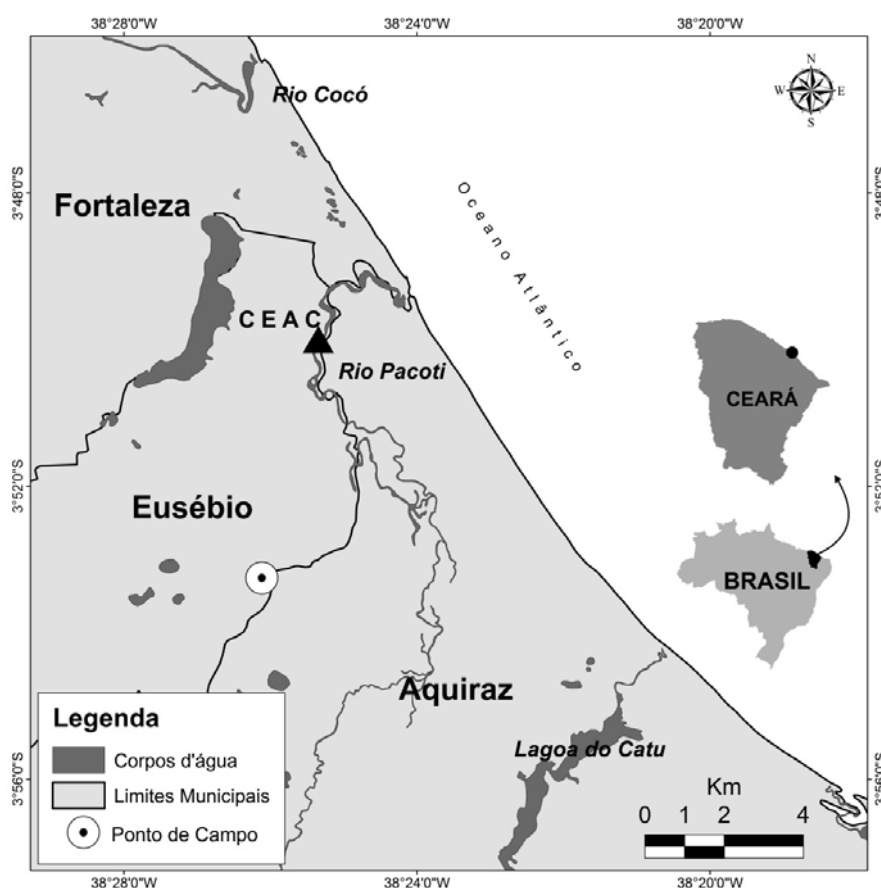 38°28'0"W
38°24'0"W
38°20'0"W
N
W E
S
Rio Cocó
3°48'0"S
3°48'0"S
Fortaleza
Oceano Atlântico
CEAC
Rio Pacoti
CEARÁ
3°52'0"S
3°52'0"S
Eusébio
BRASIL
Aquiraz
Legenda
Corpos d'água
Limites Municipais
Ponto de Campo
Lagoa do Catu
3°56'0"S
3°56'0"S
Km
0 1 2 4
38°28'0"W
38°24'0"W
38°20'0"W